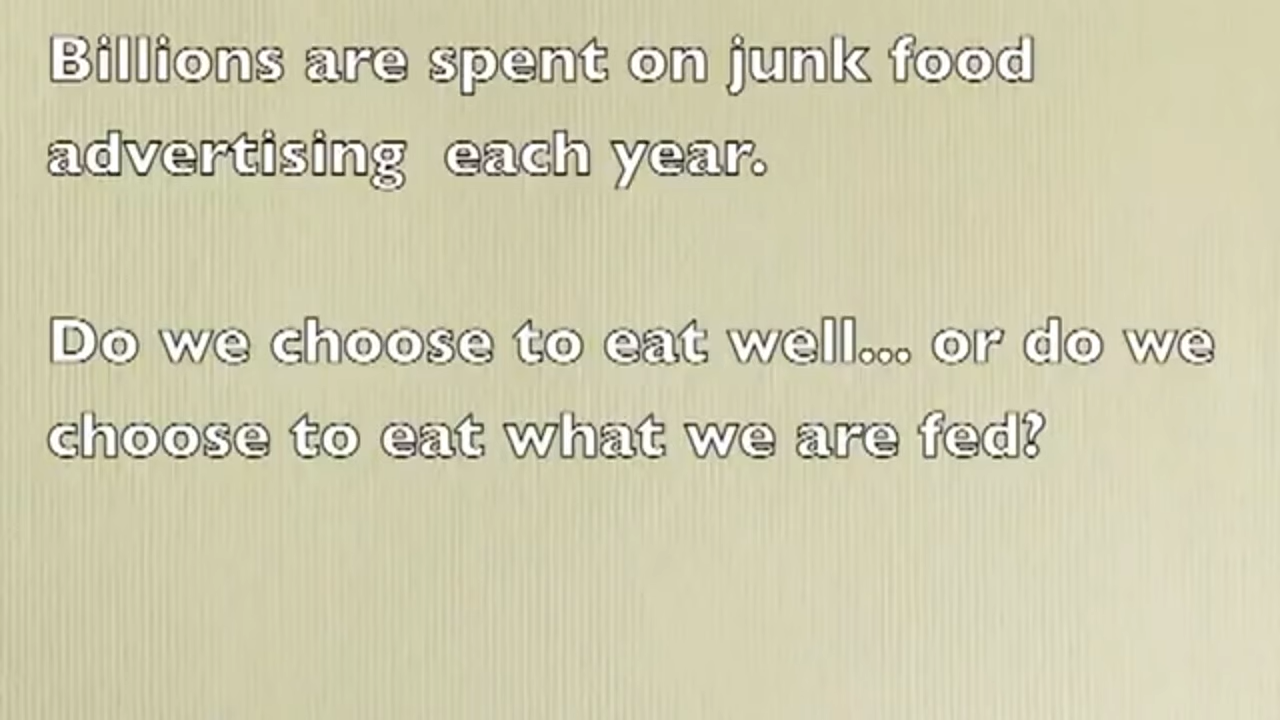 Billions are spent on junk food
advertising  each year.
Do we choose to eat well... or do we
choose to eat what we are fed?